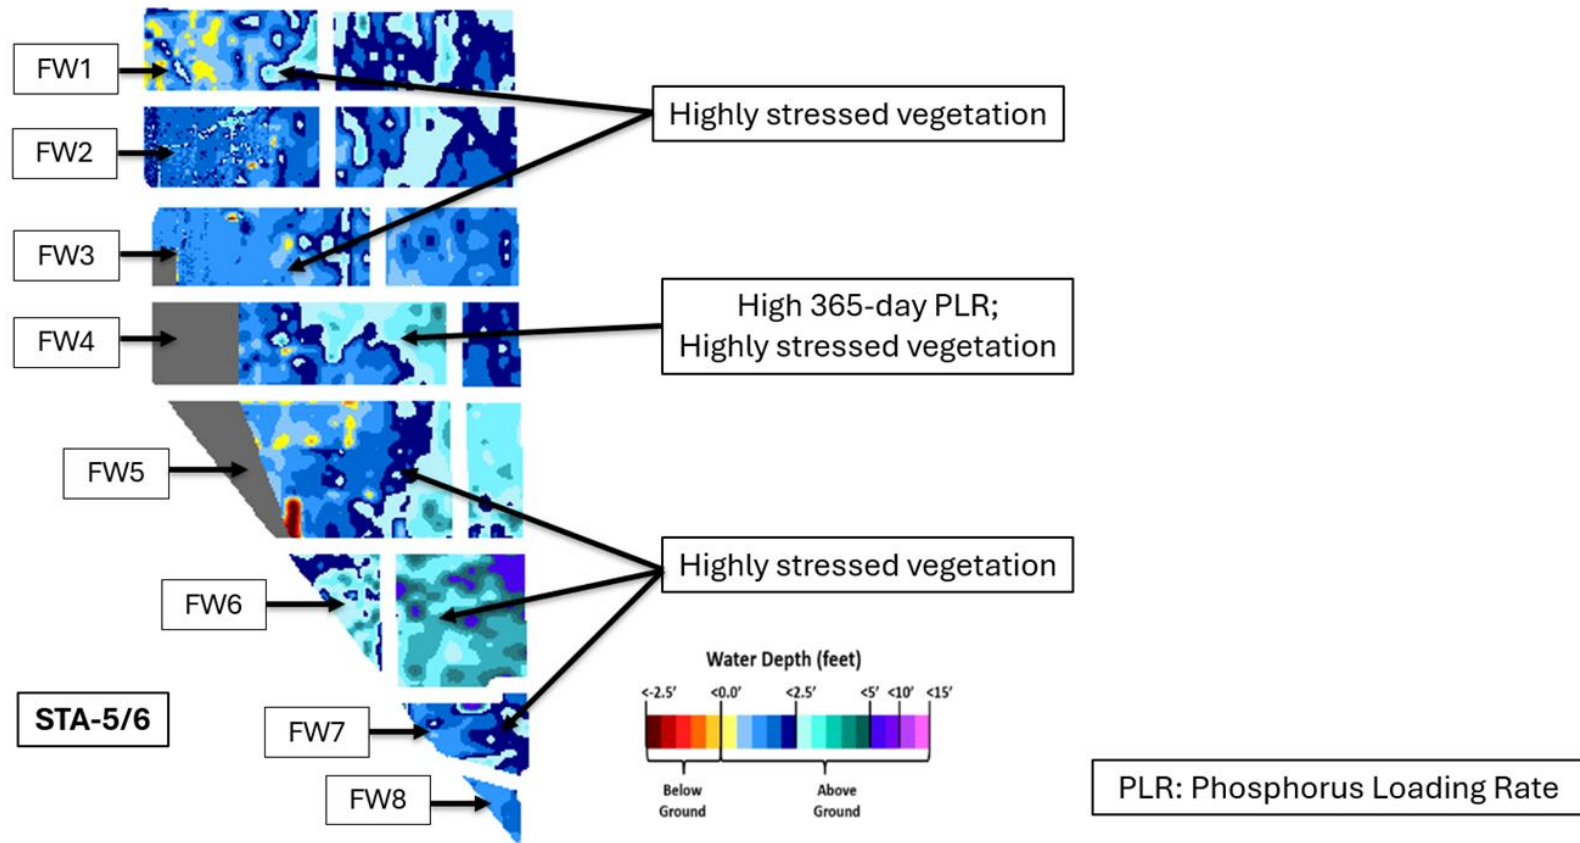 FW1
Highly stressed vegetation
FW2
FW3
High 365-day PLR;
Highly stressed vegetation
FW4
FW5
Highly stressed vegetation
FW6
Water Depth (feet)
<-2.5' <0.0' <2.5' <5' <10' <15'
STA-5/6
FW7
Below Above
Ground Ground
PLR: Phosphorus Loading Rate
FW8